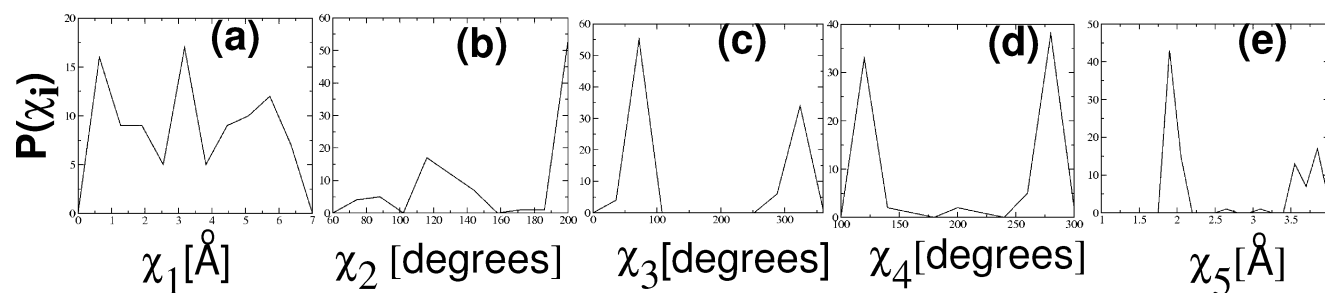 (a) (b) (c) (d) (e)
P(χi)
20 15 10 5 0
0 1 2 3 4 5 6 7
χ1[Å]
60 50 40 30 20 10 0
60 80 100 120 140 160 180 200
χ2 [degrees]
60 50 40 30 20 10 0
0 100 200 300
χ3[degrees]
40 30 20 10 0
100 150 200 250 300
χ4[degrees]
50 40 30 20 10 0
1.5 2 2.5 3 3.5
χ5[Å]